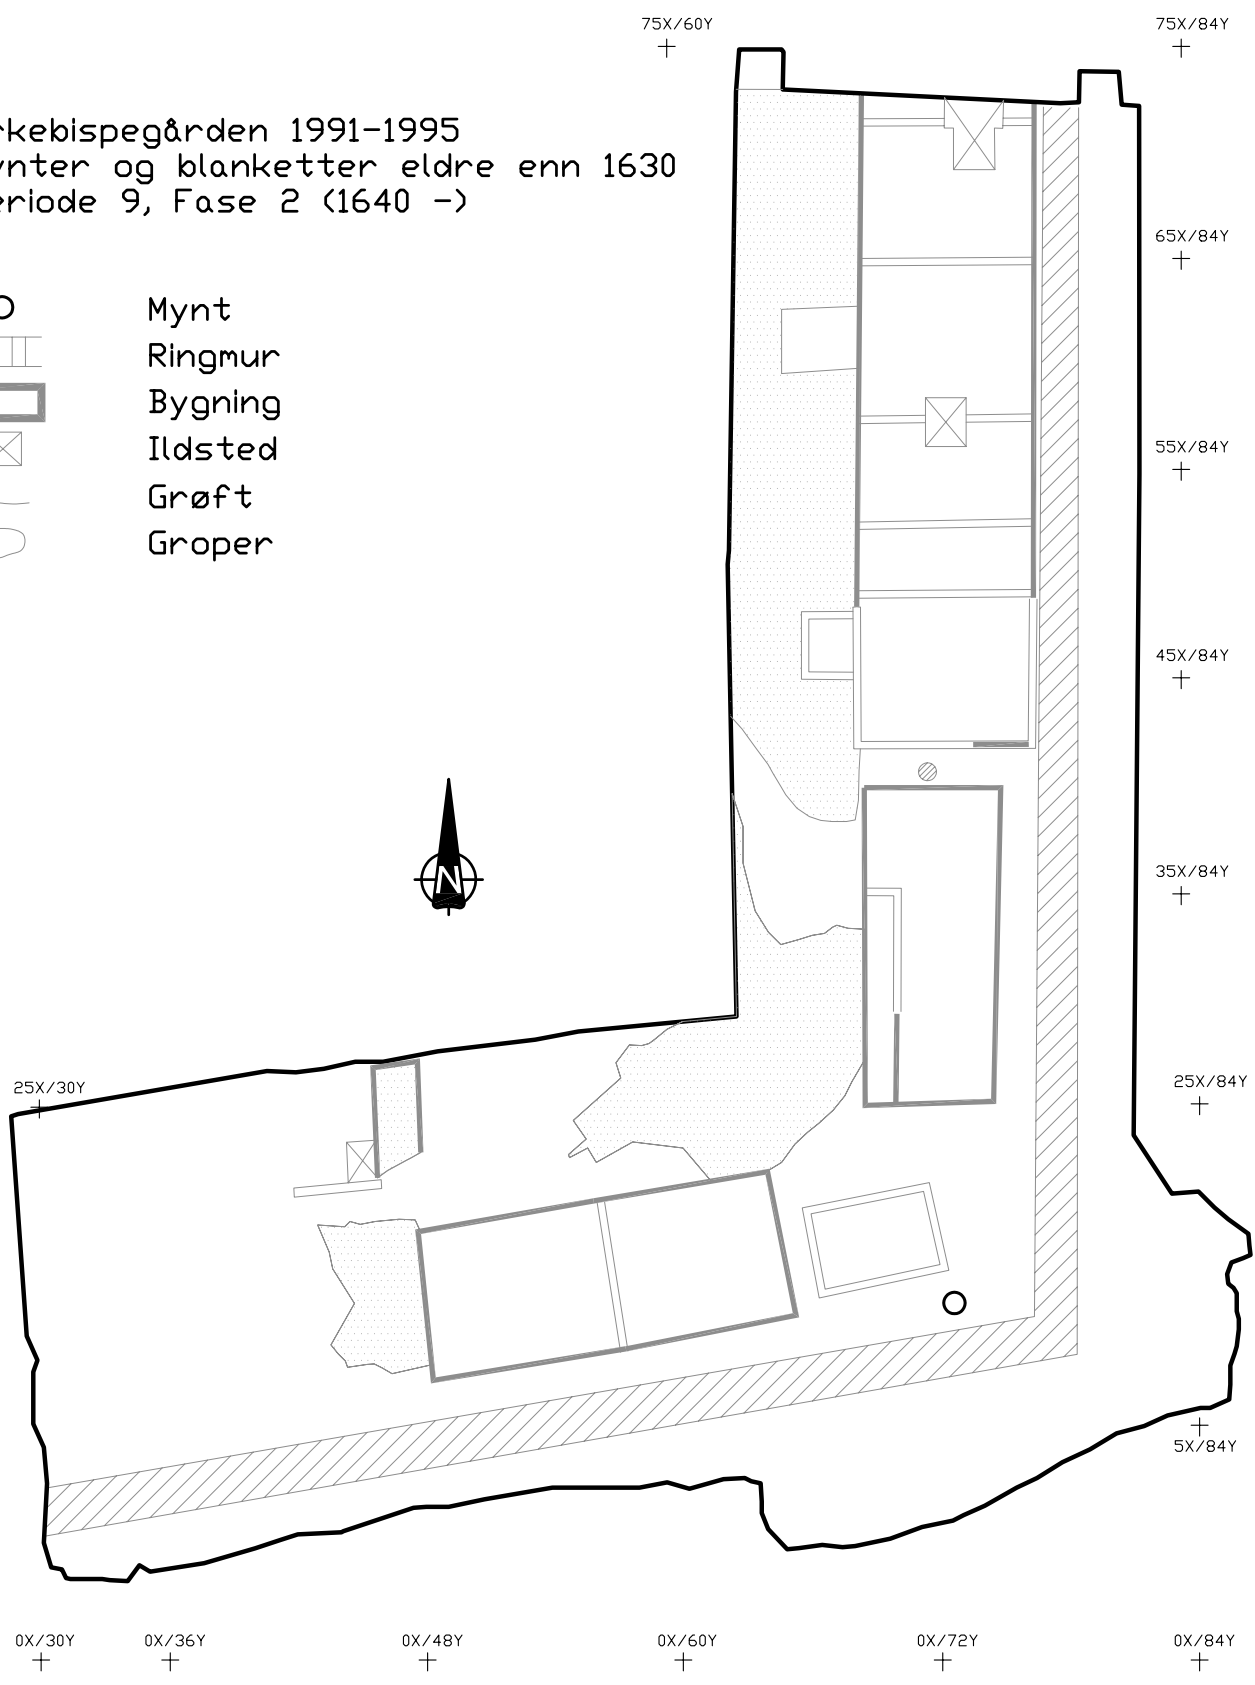 75X/60Y 75X/84Y
rkebispegården 1991-1995
ynter og blanketter eldre enn 1630
eriode 9, Fase 2 (1640 -)
65X/84Y
Mynt
Ringmur
Bygning
Ildsted
Grøft
Groper
55X/84Y
45X/84Y
35X/84Y
N
25X/30Y 25X/84Y
5X/84Y
0X/30Y 0X/36Y 0X/48Y 0X/60Y 0X/72Y 0X/84Y